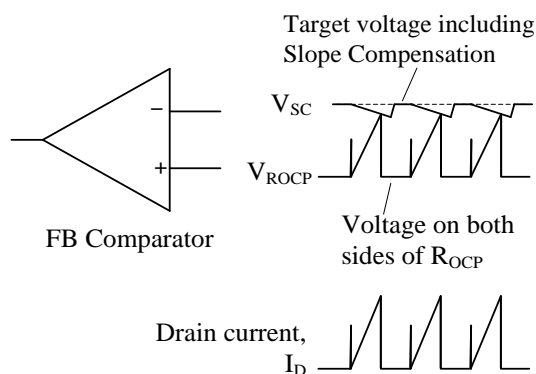 Target voltage including
Slope Compensation
V_SC
−
+
V_ROCP
Voltage on both
sides of R_OCP
FB Comparator
Drain current,
I_D